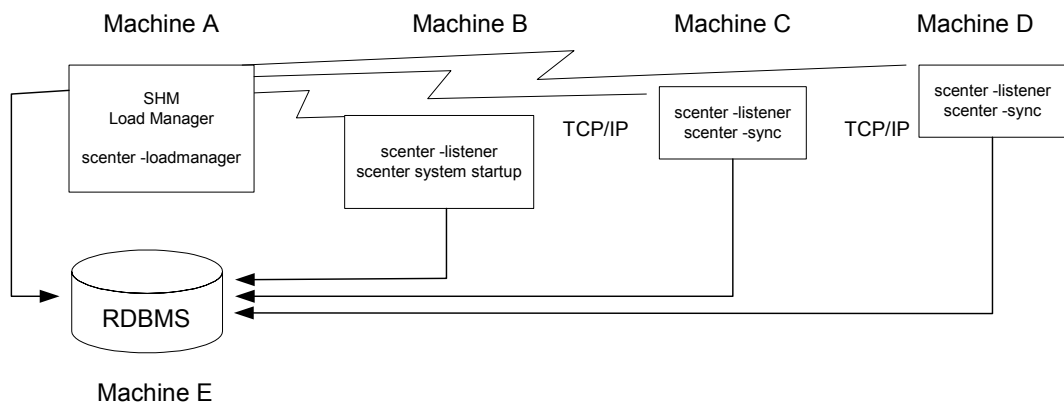 Machine A
Machine B
Machine C
Machine D
SHM
Load Manager
scenter -loadmanager
scenter -listener
scenter system startup
TCP/IP
scenter -listener
scenter -sync
TCP/IP
scenter -listener
scenter -sync
RDBMS
Machine E